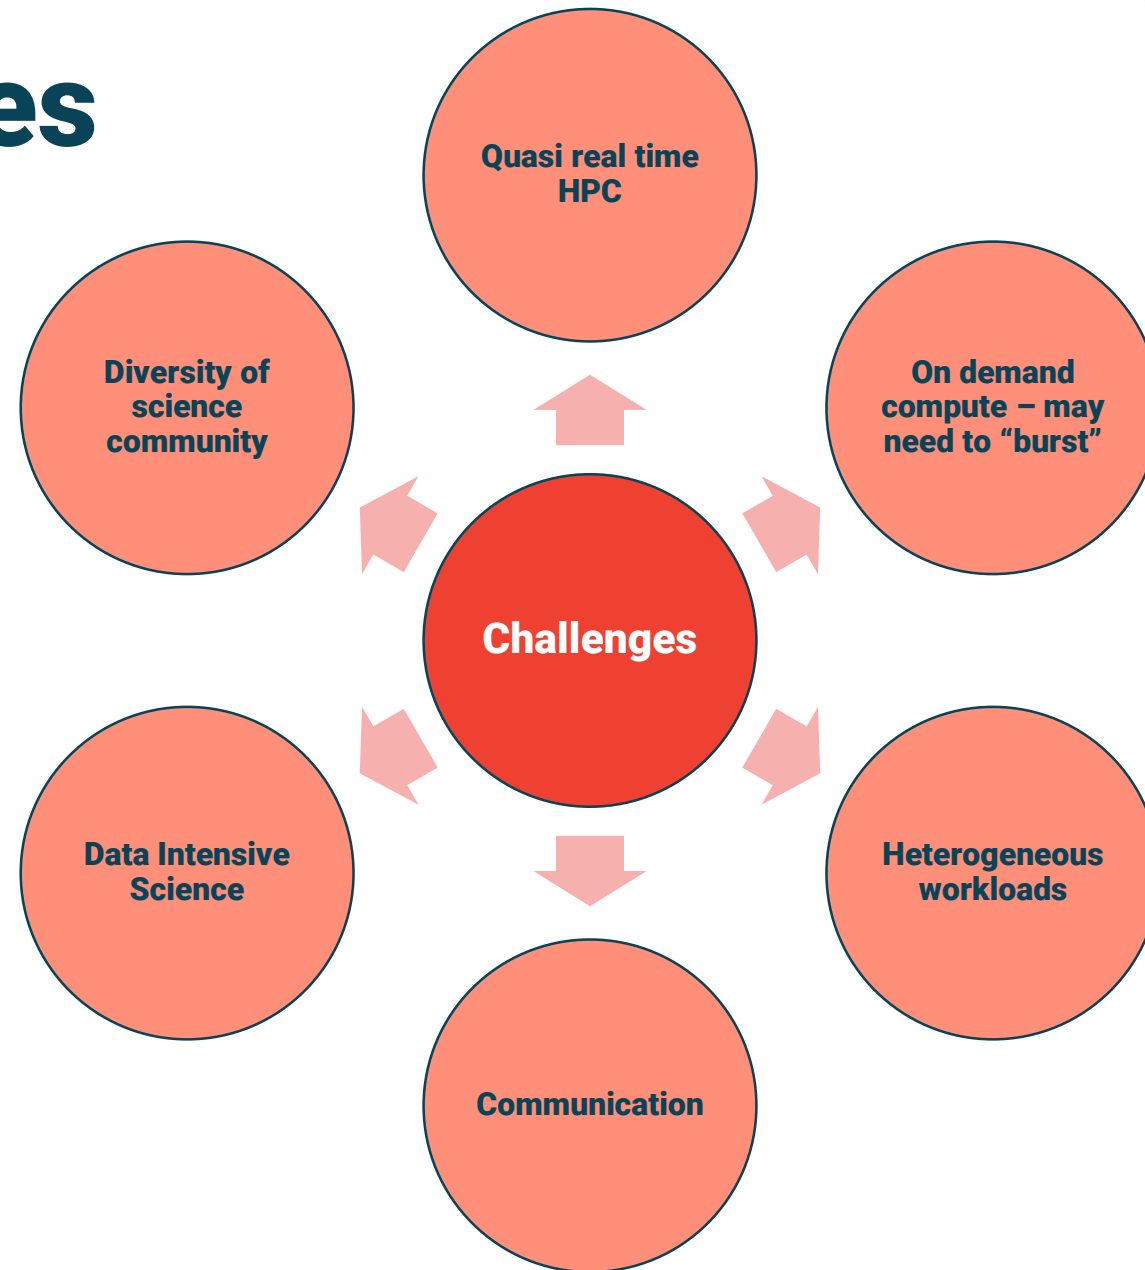 es
Quasi real time
HPC
Diversity of
science
community
On demand
compute – may
need to “burst”
Challenges
Data Intensive
Science
Heterogeneous
workloads
Communication